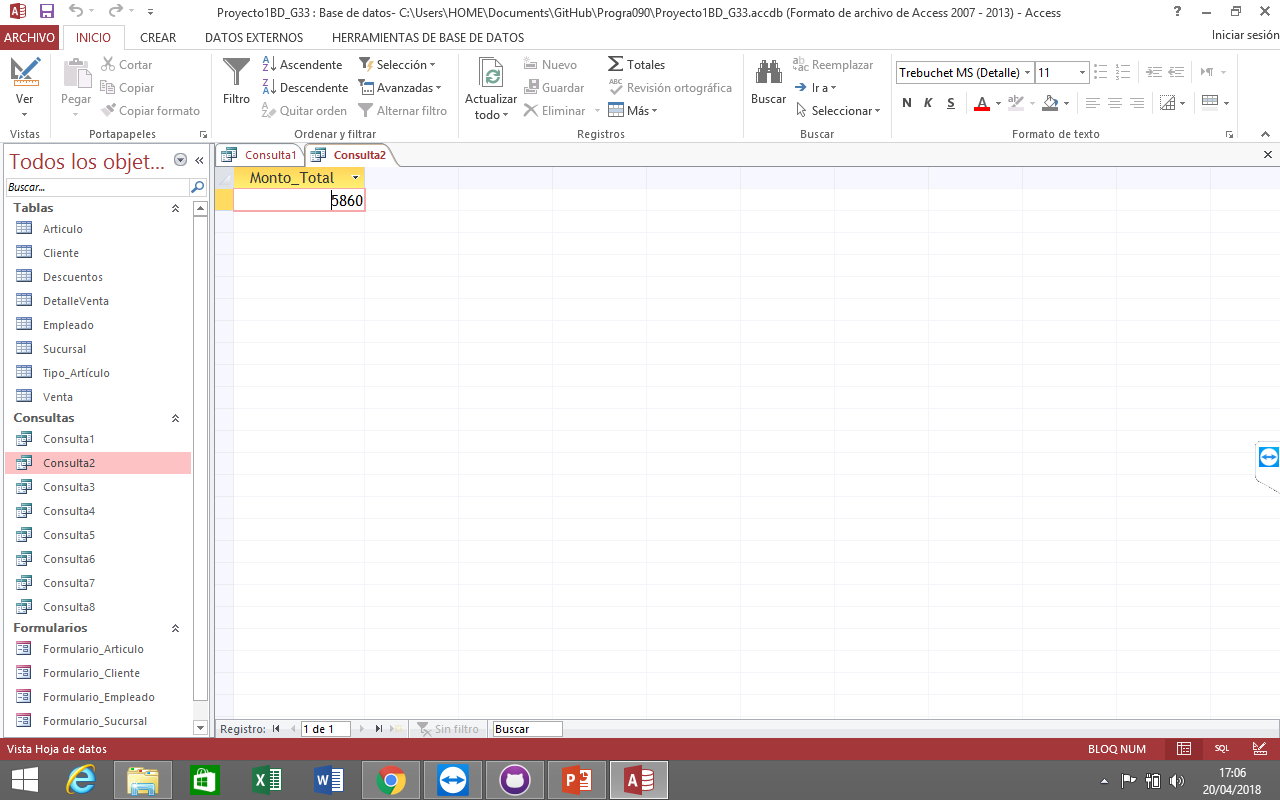 Proyecto1BD_G33 : Base de datos- C:\Users\HOME\Documents\GitHub\Progra090\Proyecto1BD_G33.accdb (Formato de archivo de Access 2007 - 2013) - Access
ARCHIVO INICIO CREAR DATOS EXTERNOS HERRAMIENTAS DE BASE DE DATOS Iniciar sesión
Ver
Vistas
Pegar
Cortar
Copiar
Copiar formato
Portapapeles
Filtro
Ascendente
Descendente
Quitar orden
Selección
Avanzadas
Alternar filtro
Ordenar y filtrar
Actualizar
todo
Nuevo
Guardar
Eliminar
Totales
Revisión ortográfica
Más
Registros
Buscar
Reemplazar
Ir a
Seleccionar
Buscar
Trebuchet MS (Detalle) 11
N K S A
Formato de texto
Todos los objet...
Buscar...
Tablas
Articulo
Cliente
Descuentos
DetalleVenta
Empleado
Sucursal
Tipo_Artículo
Venta
Consultas
Consulta1
Consulta2
Consulta3
Consulta4
Consulta5
Consulta6
Consulta7
Consulta8
Formularios
Formulario_Articulo
Formulario_Cliente
Formulario_Empleado
Formulario_Sucursal
Consulta1 Consulta2
Monto_Total
5860
Registro: 1 de 1 Sin filtro Buscar
Vista Hoja de datos BLOQ NUM SQL
17:06
20/04/2018